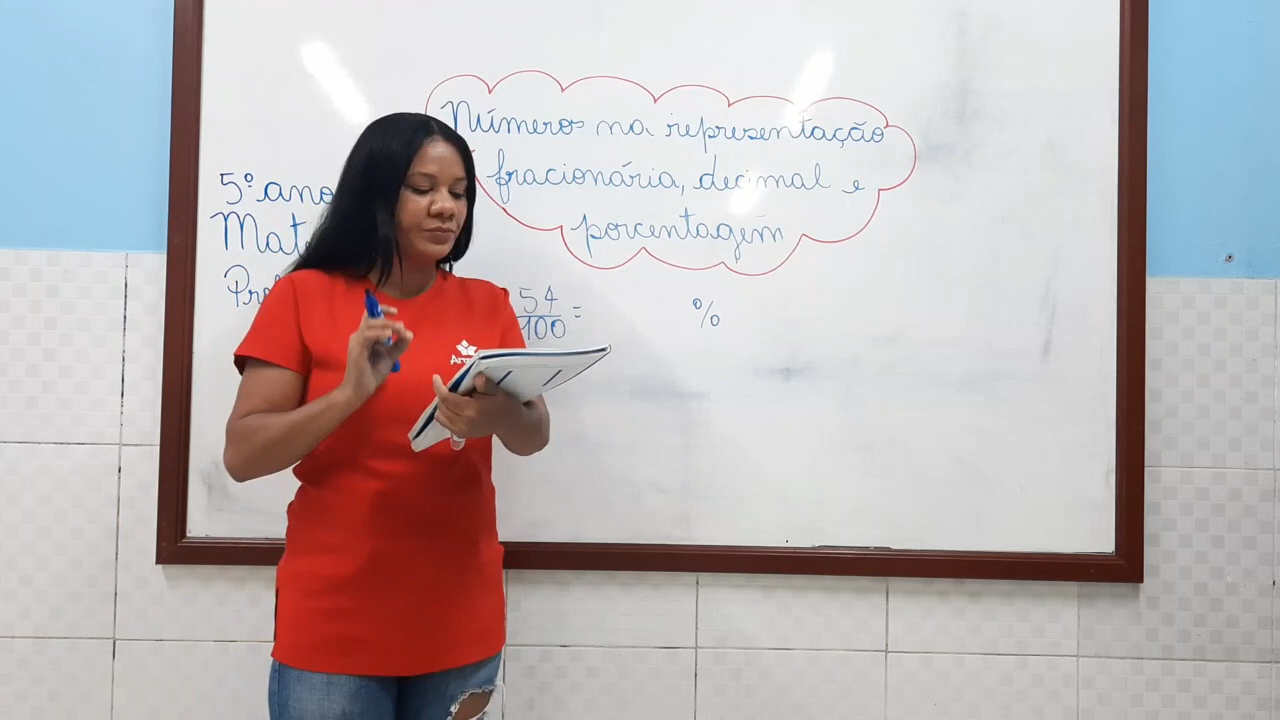 Números na representação
fracionária, decimal e
porcentagem
5º ano
54
100
=
%